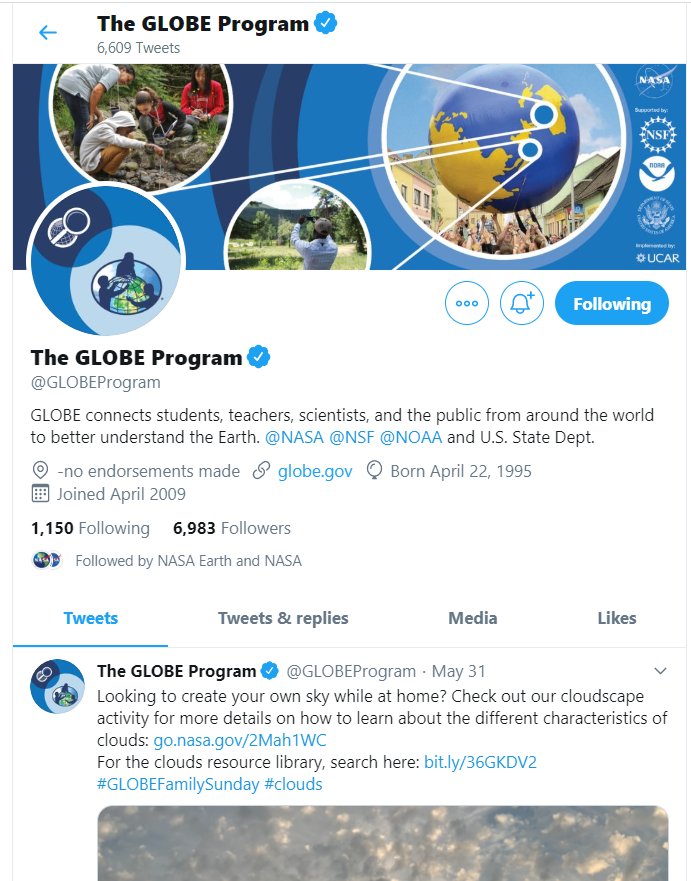 The GLOBE Program
6,609 Tweets
NASA
Supported by:
NSF
NOAA
Implemented by:
UCAR
Following
The GLOBE Program
@GLOBEProgram
GLOBE connects students, teachers, scientists, and the public from around the world
to better understand the Earth. @NASA @NSF @NOAA and U.S. State Dept.
-no endorsements made globe.gov Born April 22, 1995
Joined April 2009
1,150 Following 6,983 Followers
Followed by NASA Earth and NASA
Tweets Tweets & replies Media Likes
The GLOBE Program @GLOBEProgram · May 31
Looking to create your own sky while at home? Check out our cloudscape
activity for more details on how to learn about the different characteristics of
clouds: go.nasa.gov/2Mah1WC
For the clouds resource library, search here: bit.ly/36GKDV2
#GLOBEFamilySunday #clouds